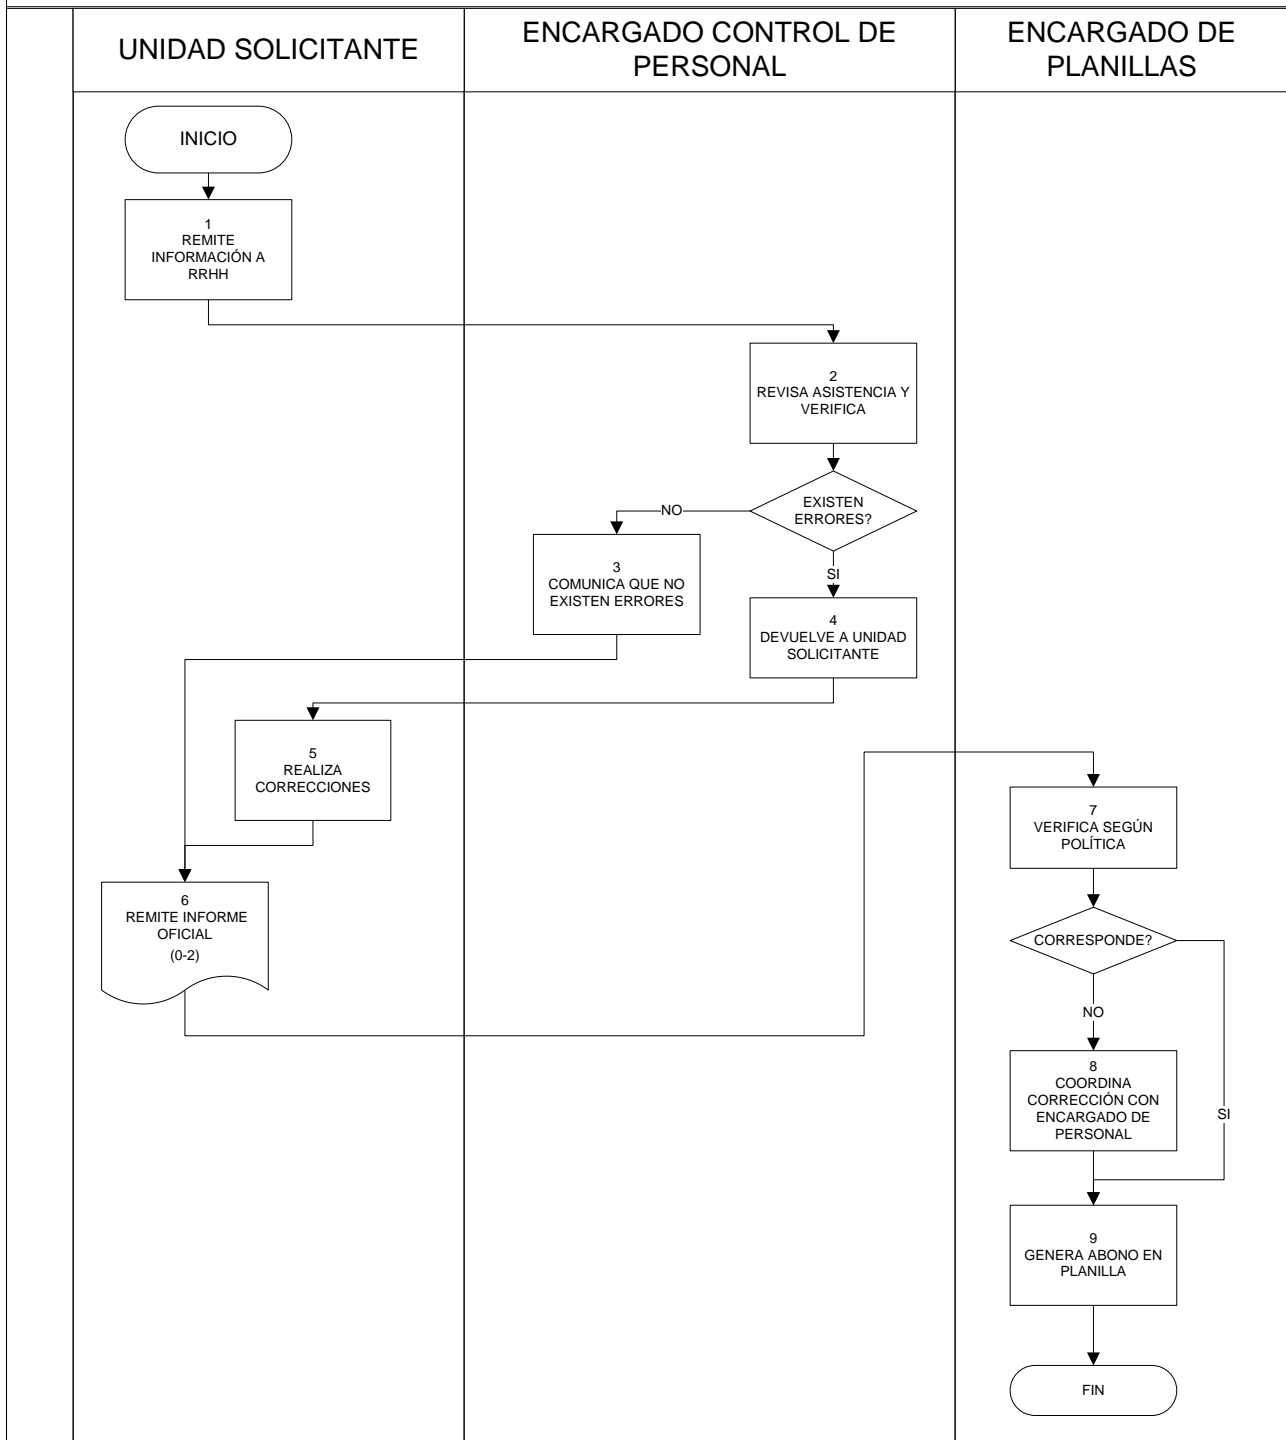 UNIDAD SOLICITANTE
ENCARGADO CONTROL DE
PERSONAL
ENCARGADO DE
PLANILLAS
INICIO
1
REMITE
INFORMACIÓN A
RRHH
2
REVISA ASISTENCIA Y
VERIFICA
EXISTEN
ERRORES?
NO
SI
3
COMUNICA QUE NO
EXISTEN ERRORES
4
DEVUELVE A UNIDAD
SOLICITANTE
5
REALIZA
CORRECCIONES
6
REMITE INFORME
OFICIAL
(0-2)
7
VERIFICA SEGÚN
POLÍTICA
CORRESPONDE?
NO
SI
8
COORDINA
CORRECCIÓN CON
ENCARGADO DE
PERSONAL
9
GENERA ABONO EN
PLANILLA
FIN